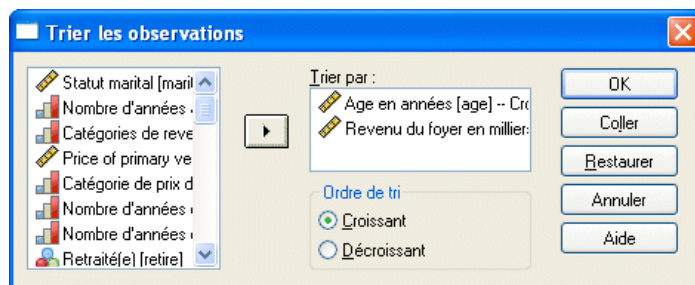 Trier les observations
Statut marital [marit
Nombre d'années
Catégories de reve
Price of primary ve
Catégorie de prix d
Nombre d'années
Nombre d'années
Retraité(e) [retire]
Trier par :
Age en années [age] -- Cro
Revenu du foyer en milliers
Ordre de tri
Croissant
Décroissant
OK
Coller
Restaurer
Annuler
Aide